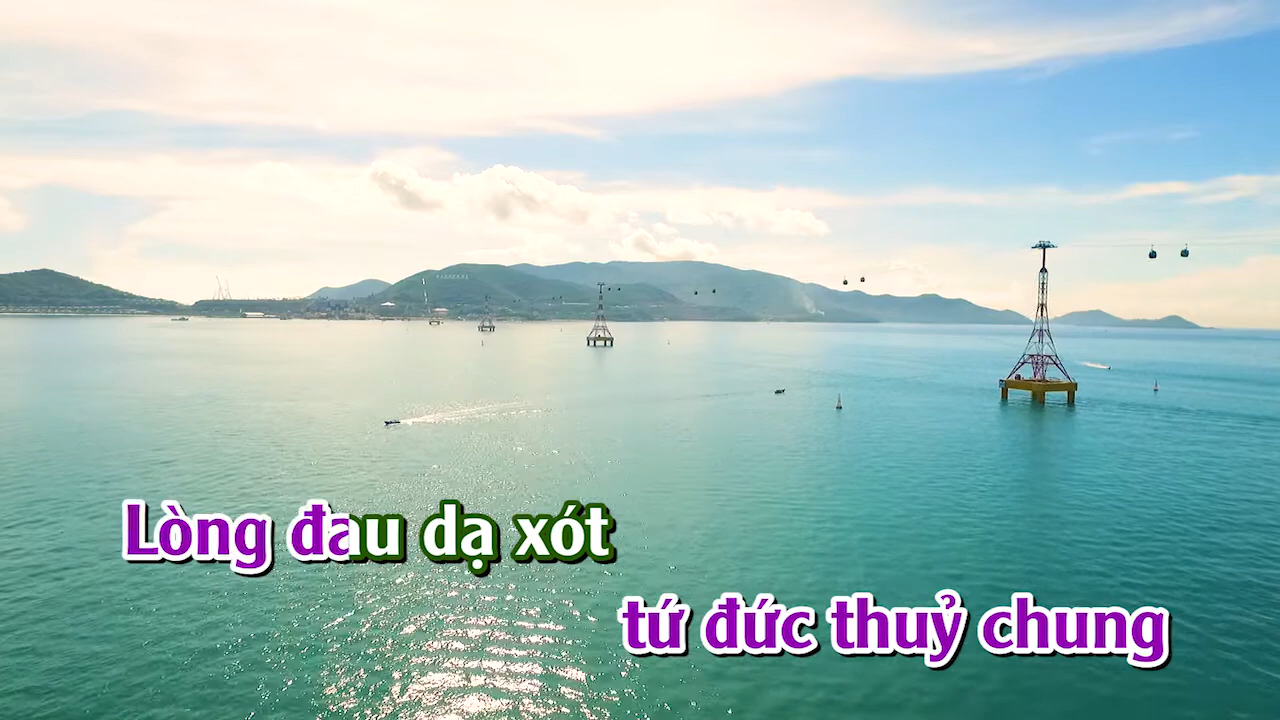 Lòng đau dạ xót
tứ đức thuỷ chung